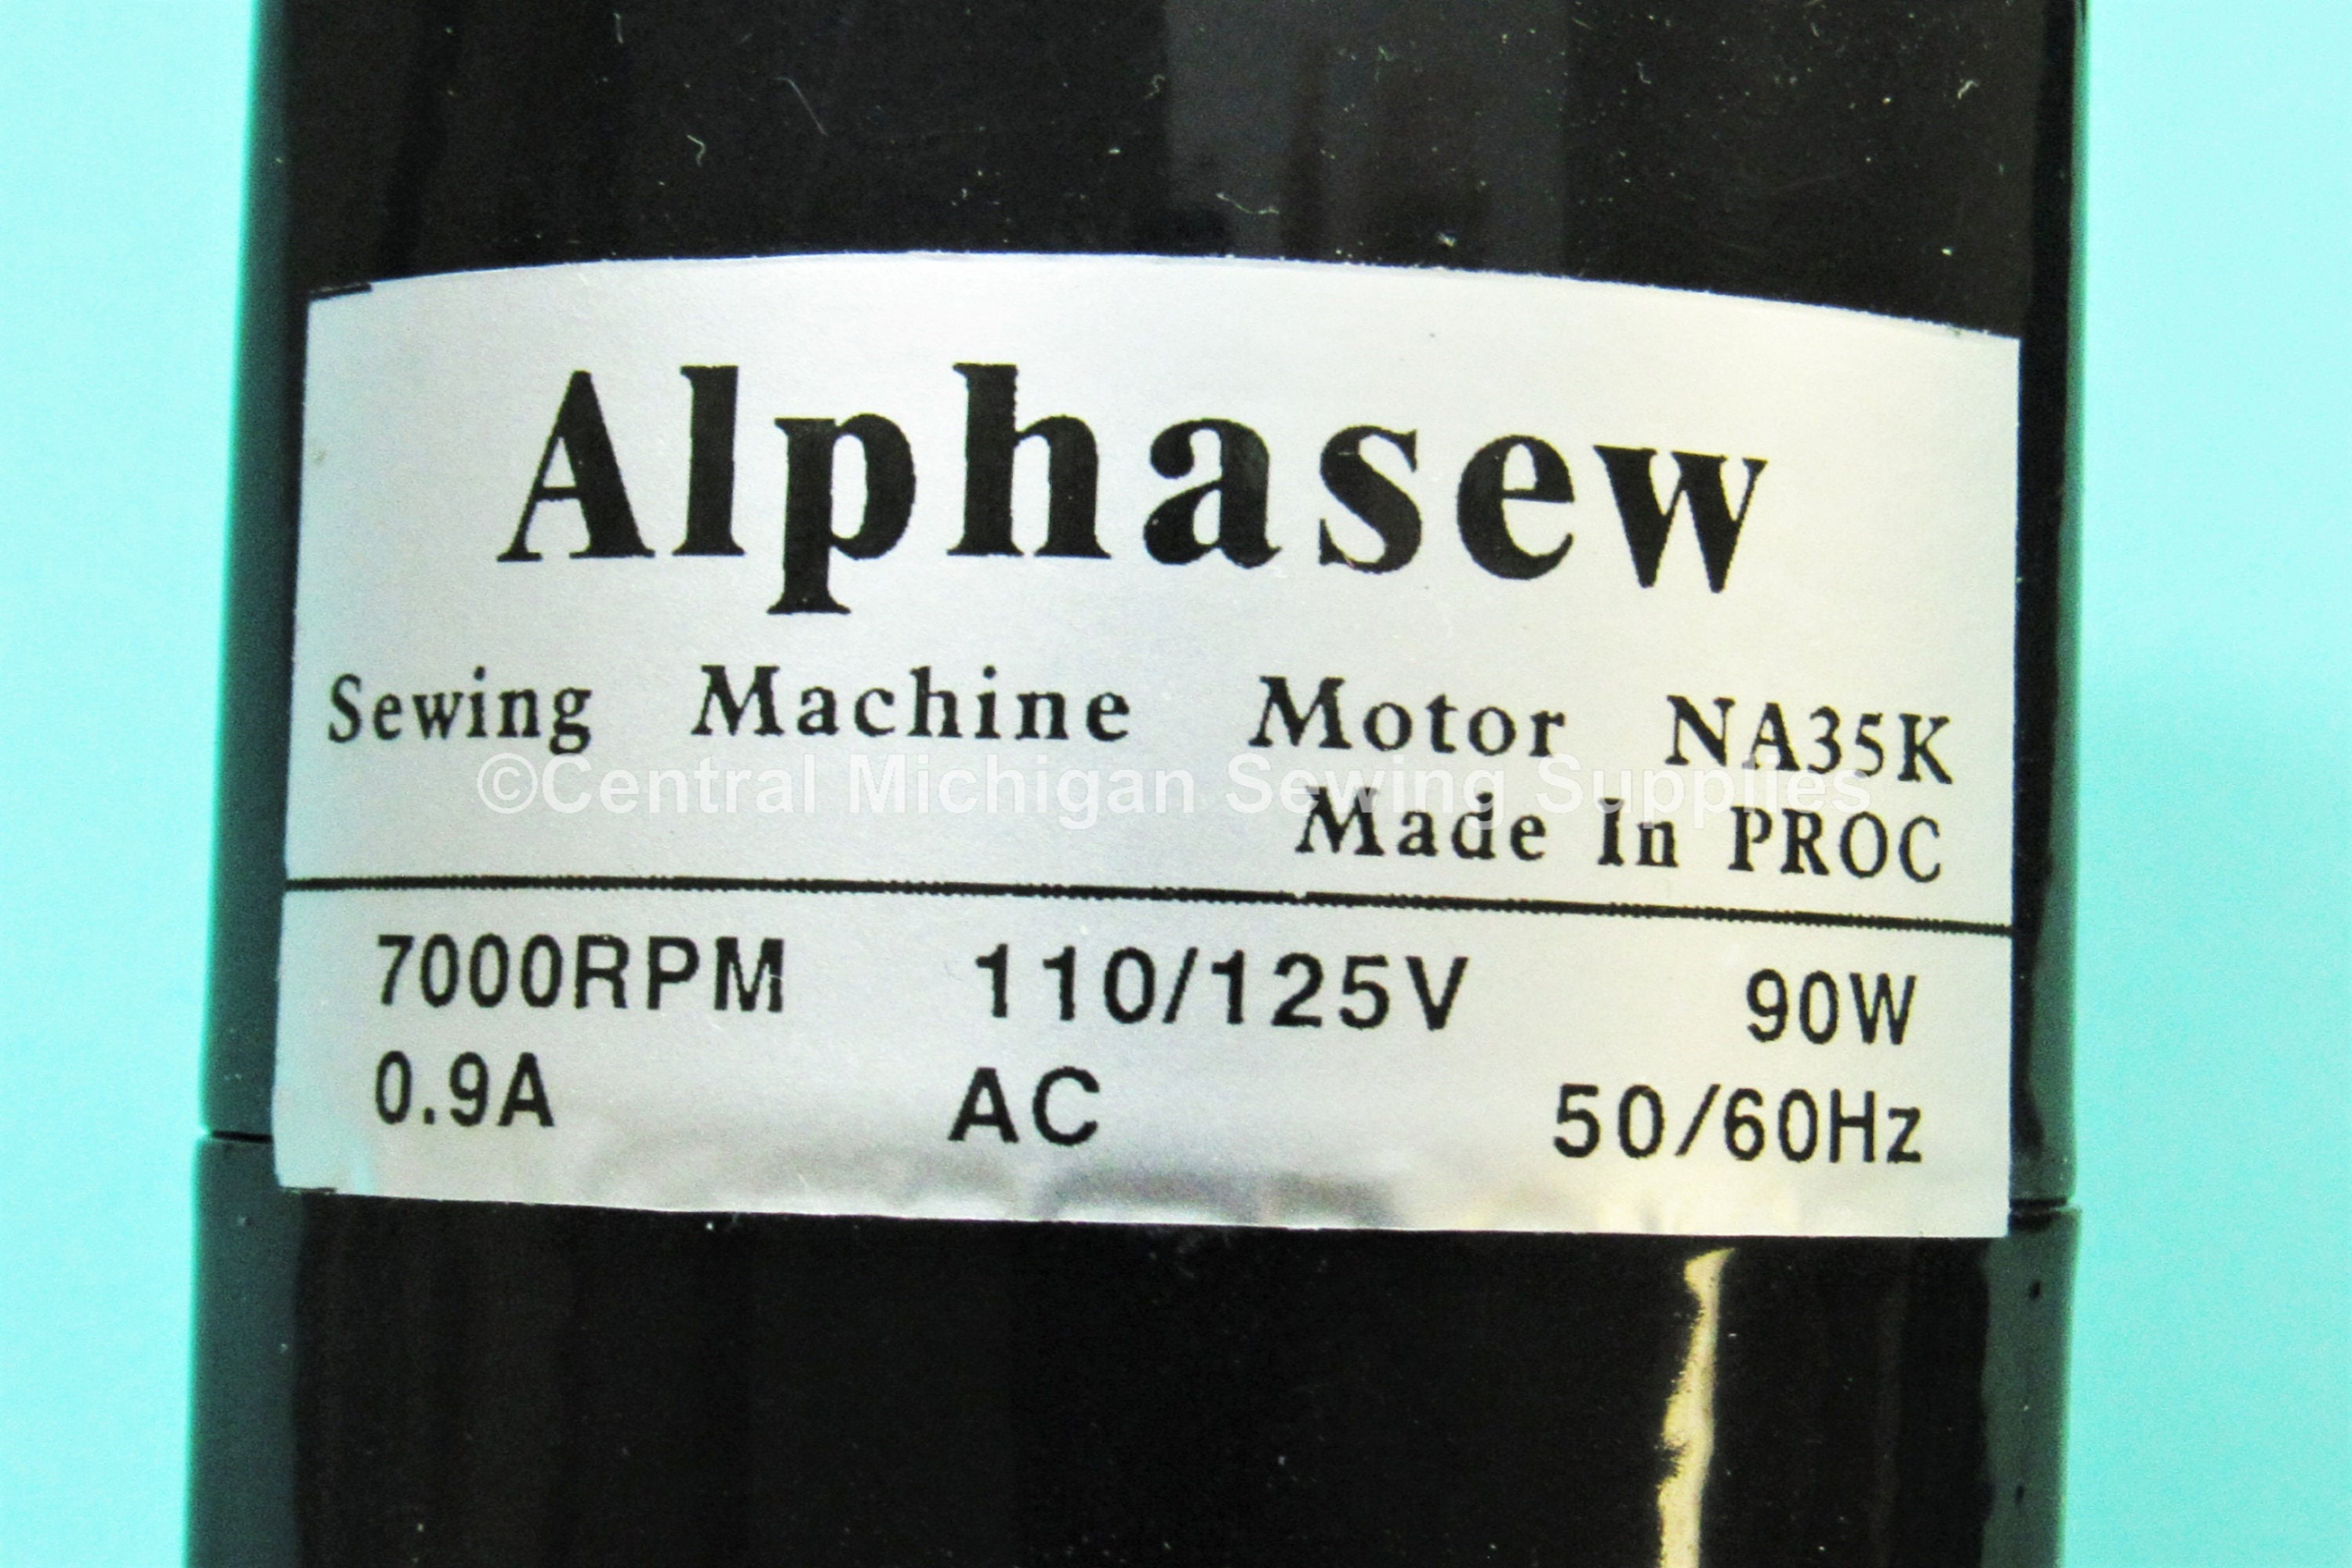 Alphasew
Sewing Machine Motor NA35K
©Central Michigan Sewing Supplies
Made In PROC
7000RPM 110/125V 90W
0.9A AC 50/60Hz